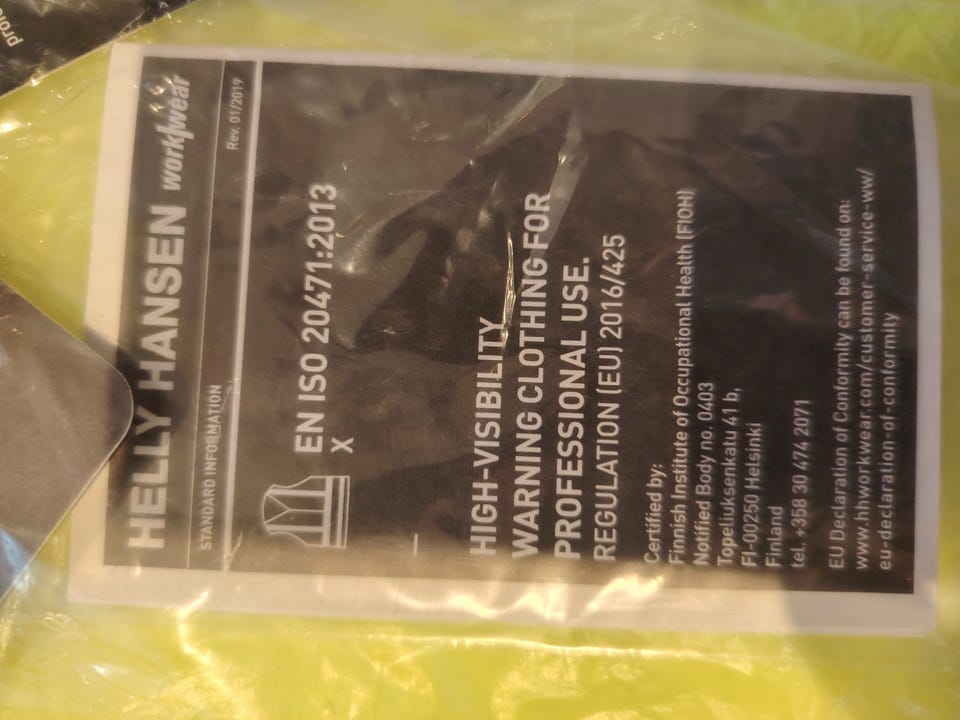 HELLY HANSEN workwear
STANDARD INFORMATION Rev. 01/2019
EN ISO 20471:2013
X
HIGH-VISIBILITY
WARNING CLOTHING FOR
PROFESSIONAL USE.
REGULATION (EU) 2016/425
Certified by:
Finnish Institute of Occupational Health (FIOH)
Notified Body no. 0403
Topeliuksenkatu 41 b,
FI-00250 Helsinki
Finland
tel. +358 30 474 2071
EU Declaration of Conformity can be found on:
www.hhworkwear.com/customer-service-ww/
eu-declaration-of-conformity